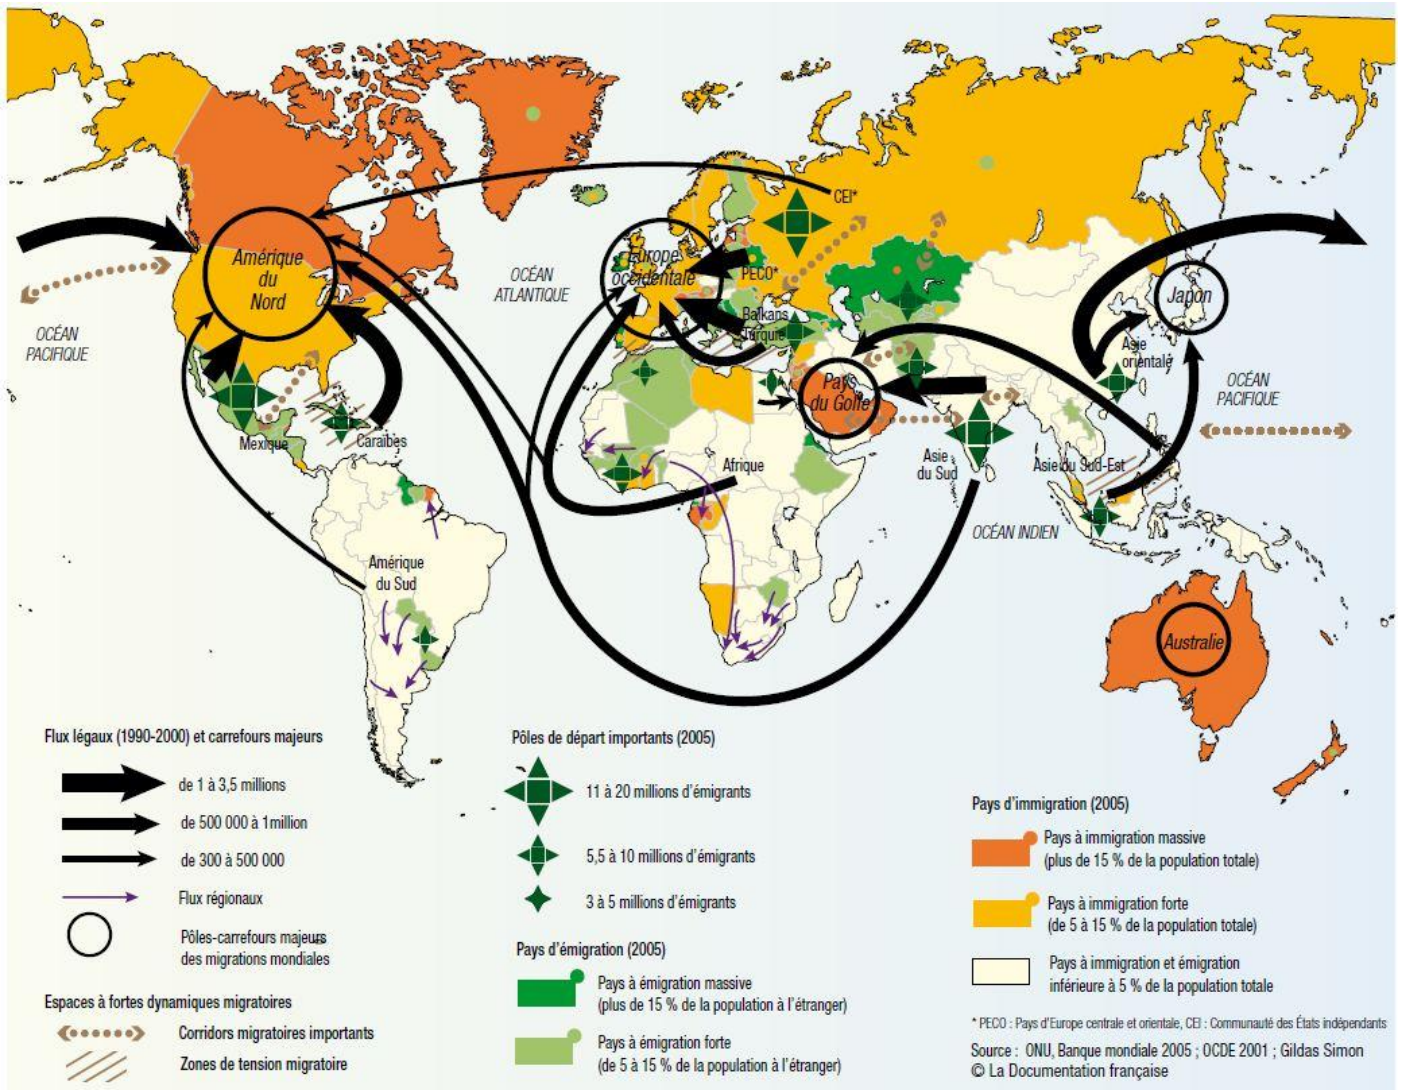 CEI*
Amérique
du
Nord
OCÉAN
ATLANTIQUE
Europe
occidentale
PECO*
Balkans
Turquie
Japon
OCÉAN
PACIFIQUE
Asie
orientale
Pays
du Golfe
OCÉAN
PACIFIQUE
Mexique
Caraïbes
Afrique
Asie
du Sud
Asie du Sud-Est
OCÉAN INDIEN
Amérique
du Sud
Australie
Flux légaux (1990-2000) et carrefours majeurs
de 1 à 3,5 millions
de 500 000 à 1million
de 300 à 500 000
Flux régionaux
Pôles-carrefours majeurs
des migrations mondiales
Espaces à fortes dynamiques migratoires
Corridors migratoires importants
Zones de tension migratoire
Pôles de départ importants (2005)
11 à 20 millions d'émigrants
5,5 à 10 millions d'émigrants
3 à 5 millions d'émigrants
Pays d'émigration (2005)
Pays à émigration massive
(plus de 15 % de la population à l'étranger)
Pays à émigration forte
(de 5 à 15 % de la population à l'étranger)
Pays d'immigration (2005)
Pays à immigration massive
(plus de 15 % de la population totale)
Pays à immigration forte
(de 5 à 15 % de la population totale)
Pays à immigration et émigration
inférieure à 5 % de la population totale
* PECO : Pays d'Europe centrale et orientale, CEI : Communauté des États indépendants
Source : ONU, Banque mondiale 2005 ; OCDE 2001 ; Gildas Simon
© La Documentation française